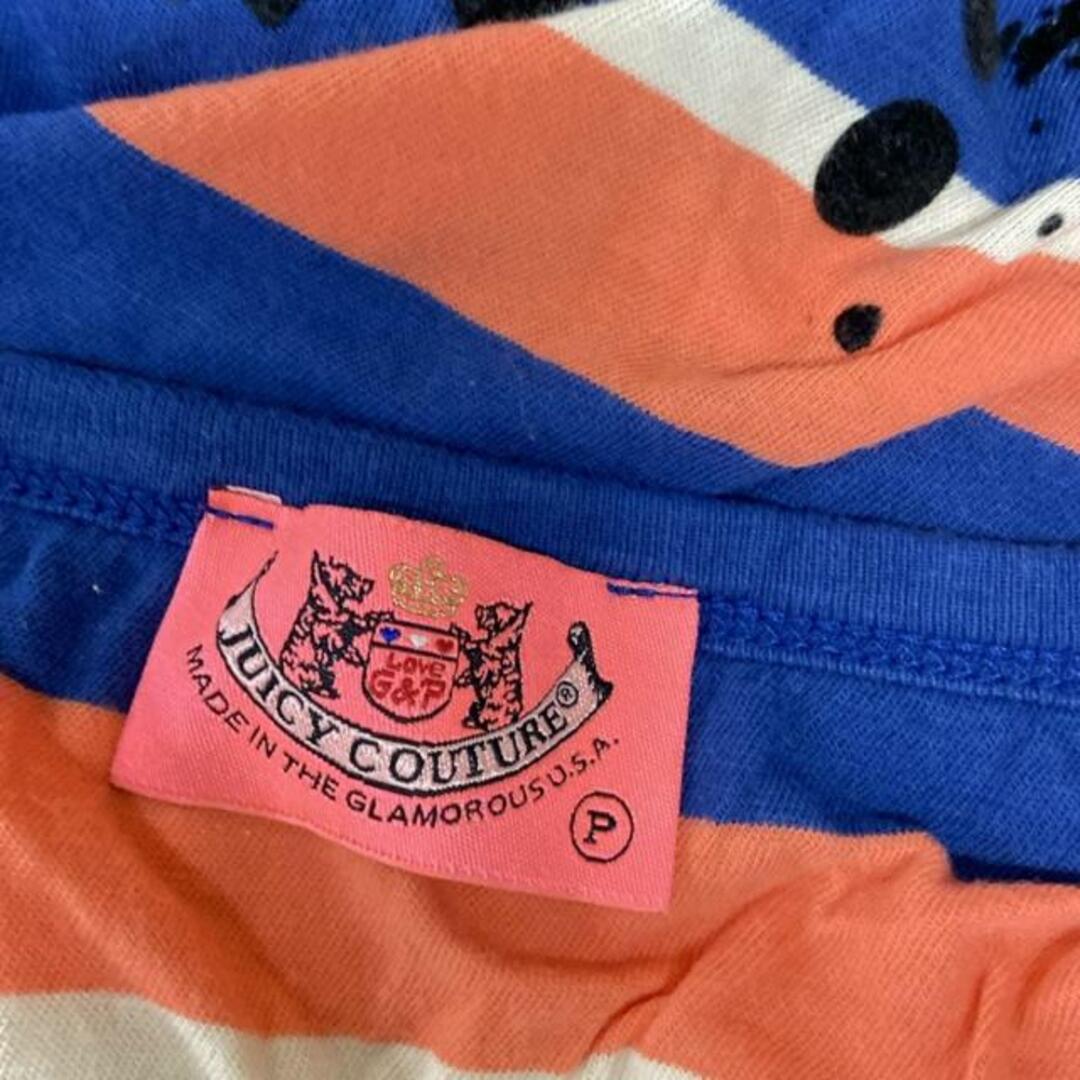 LOVE
G&P
JUICY COUTURE®
MADE IN THE GLAMOROUS U.S.A.
P